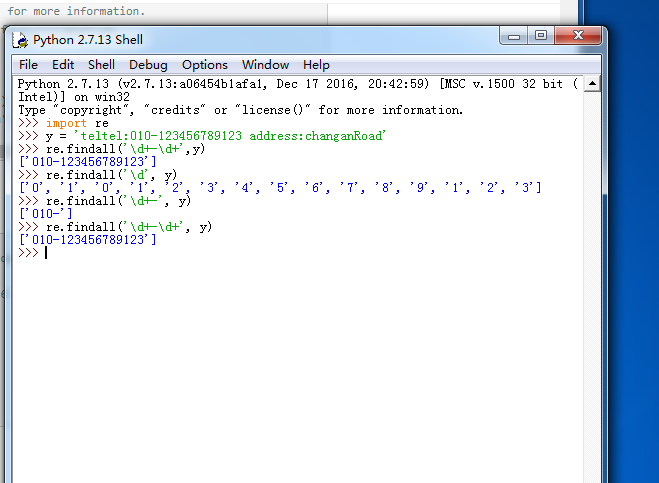 for more information.
Python 2.7.13 Shell
File Edit Shell Debug Options Window Help
Python 2.7.13 (v2.7.13:a06454b1afa1, Dec 17 2016, 20:42:59) [MSC v.1500 32 bit (
Intel)] on win32
Type "copyright", "credits" or "license()" for more information.
>>> import re
>>> y = 'teltel:010-123456789123 address:changanRoad'
>>> re.findall('\d+-\d+',y)
['010-123456789123']
>>> re.findall('\d', y)
['0', '1', '0', '1', '2', '3', '4', '5', '6', '7', '8', '9', '1', '2', '3']
>>> re.findall('\d+-', y)
['010-']
>>> re.findall('\d+-\d+', y)
['010-123456789123']
>>>